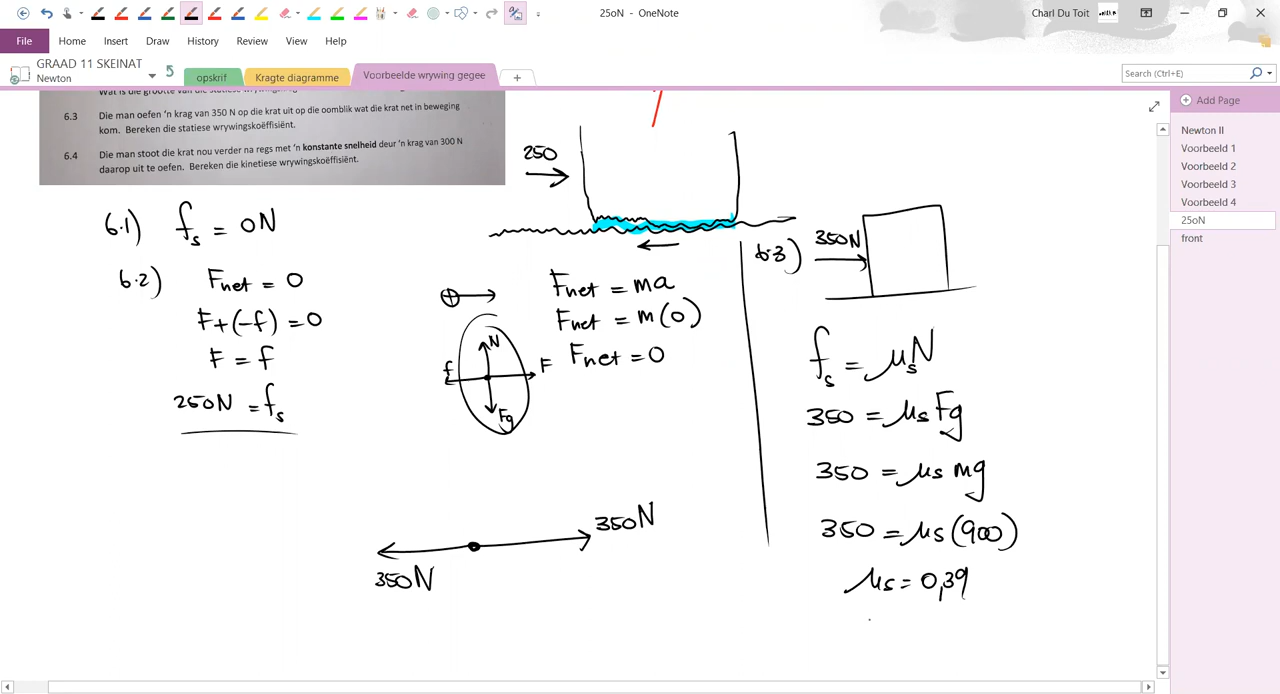 25oN - OneNote
Charl Du Toit
File Home Insert Draw History Review View Help
GRAAD 11 SKEINAT
Newton
opskrif
Kragte diagramme
Voorbeelde wrywing gegee
Search (Ctrl+E)
Add Page
Newton II
Voorbeeld 1
Voorbeeld 2
Voorbeeld 3
Voorbeeld 4
25oN
front
6.3 Die man oefen 'n krag van 350 N op die krat uit op die oomblik wat die krat net in beweging
kom. Bereken die statiese wrywingskoëffisiënt.
6.4 Die man stoot die krat nou verder na regs met 'n konstante snelheid deur 'n krag van 300 N
daarop uit te oefen. Bereken die kinetiese wrywingskoëffisiënt.
250
6.1) fs = 0N
6.2) Fnet = 0
F + (-f) = 0
F = f
250N = fs
N
f
F
Fg
Fnet = ma
Fnet = m(0)
Fnet = 0
350N
350N
6.3) 350N
fs = μsN
350 = μs Fg
350 = μs mg
350 = μs (900)
μs = 0,39